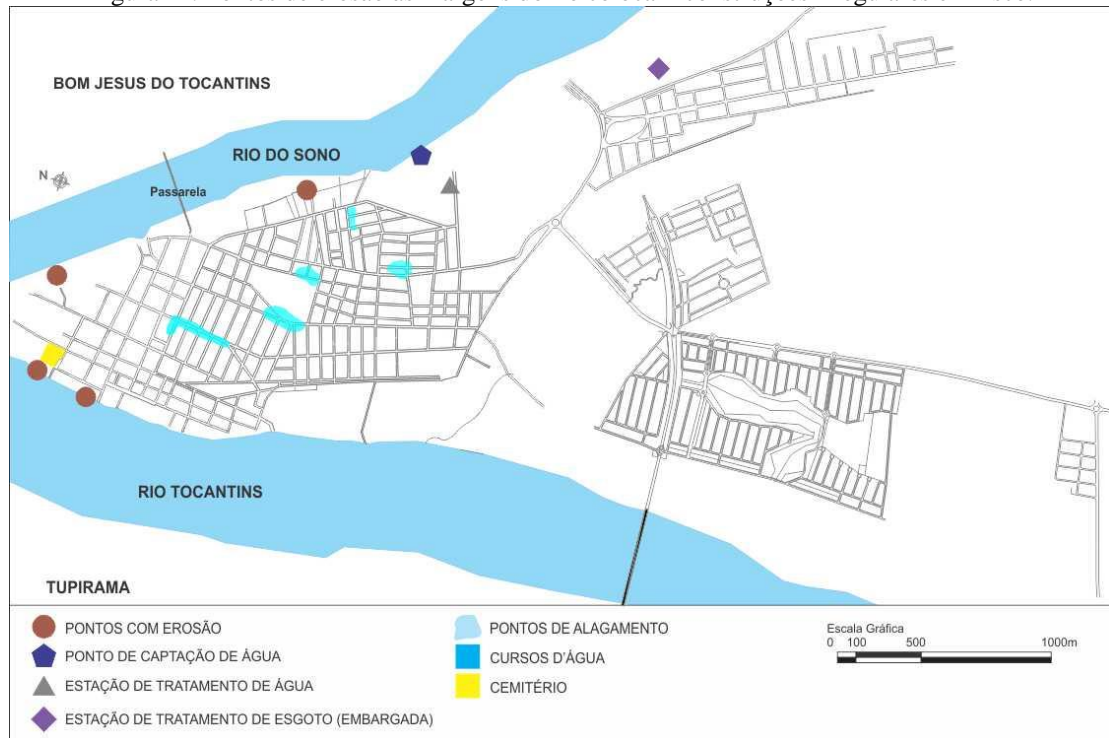 BOM JESUS DO TOCANTINS
RIO DO SONO
N
Passarela
RIO TOCANTINS
TUPIRAMA
PONTOS COM EROSÃO
PONTO DE CAPTAÇÃO DE ÁGUA
ESTAÇÃO DE TRATAMENTO DE ÁGUA
ESTAÇÃO DE TRATAMENTO DE ESGOTO (EMBARGADA)
PONTOS DE ALAGAMENTO
CURSOS D'ÁGUA
CEMITÉRIO
Escala Gráfica
0 100 500 1000m